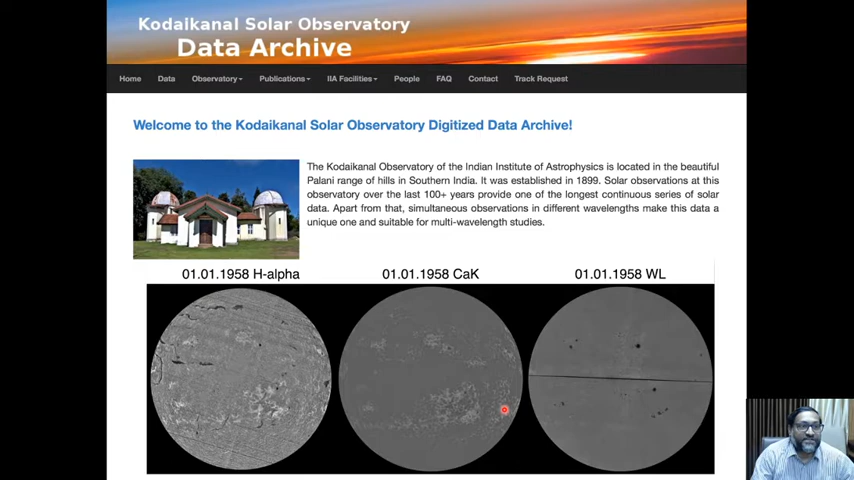 Kodaikanal Solar Observatory
Data Archive
Home Data Observatory Publications IIA Facilities People FAQ Contact Track Request
Welcome to the Kodaikanal Solar Observatory Digitized Data Archive!
The Kodaikanal Observatory of the Indian Institute of Astrophysics is located in the beautiful
Palani range of hills in Southern India. It was established in 1899. Solar observations at this
observatory over the last 100+ years provide one of the longest continuous series of solar
data. Apart from that, simultaneous observations in different wavelengths make this data a
unique one and suitable for multi-wavelength studies.
01.01.1958 H-alpha 01.01.1958 CaK 01.01.1958 WL